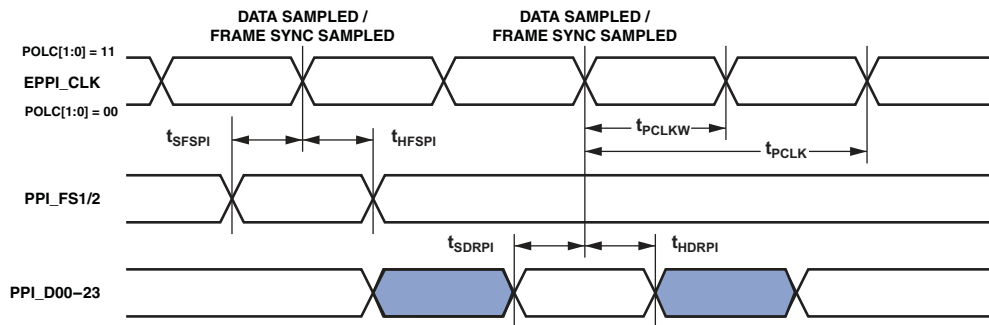 DATA SAMPLED /
FRAME SYNC SAMPLED
DATA SAMPLED /
FRAME SYNC SAMPLED
POLC[1:0] = 11
EPPI_CLK
POLC[1:0] = 00
tSFSPI
tHFSPI
tPCLKW
tPCLK
PPI_FS1/2
tSDRPI
tHDRPI
PPI_D00–23